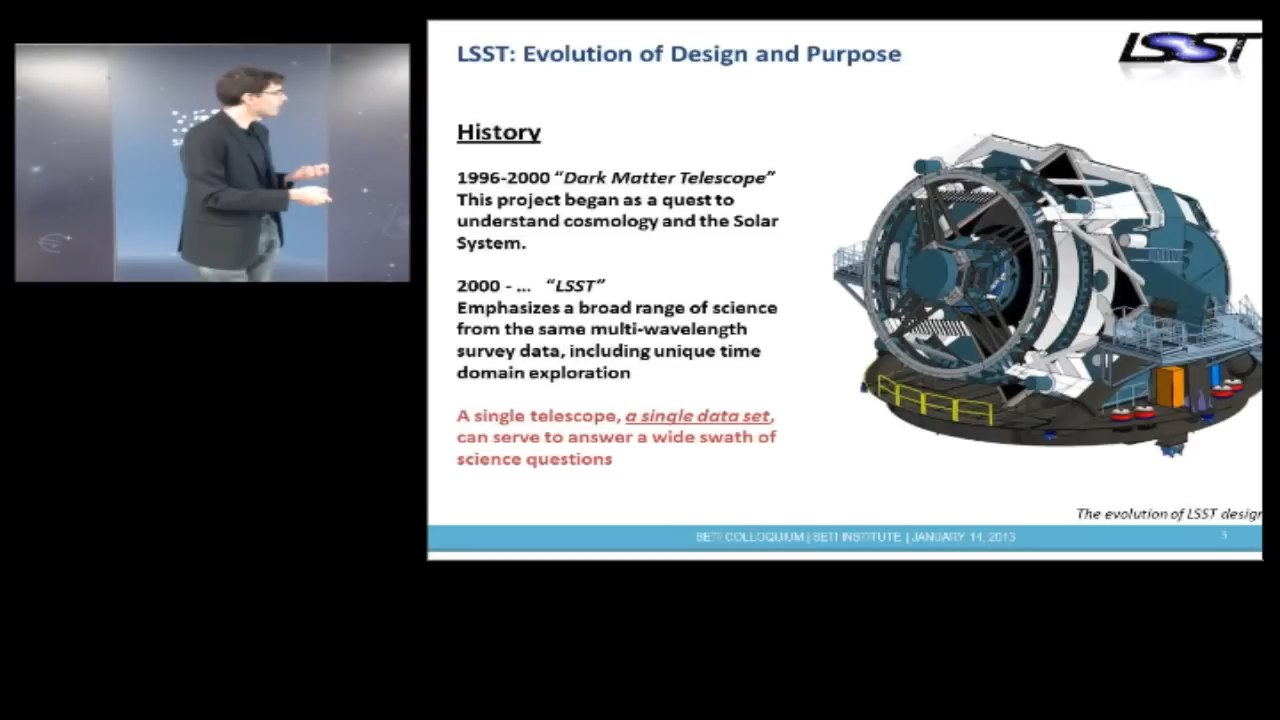 LSST: Evolution of Design and Purpose
LSST
History
1996-2000 “Dark Matter Telescope”
This project began as a quest to
understand cosmology and the Solar
System.
2000 - ... “LSST”
Emphasizes a broad range of science
from the same multi-wavelength
survey data, including unique time
domain exploration
A single telescope, a single data set,
can serve to answer a wide swath of
science questions
The evolution of LSST design
SETI COLLOQUIUM | SETI INSTITUTE | JANUARY 14, 2013